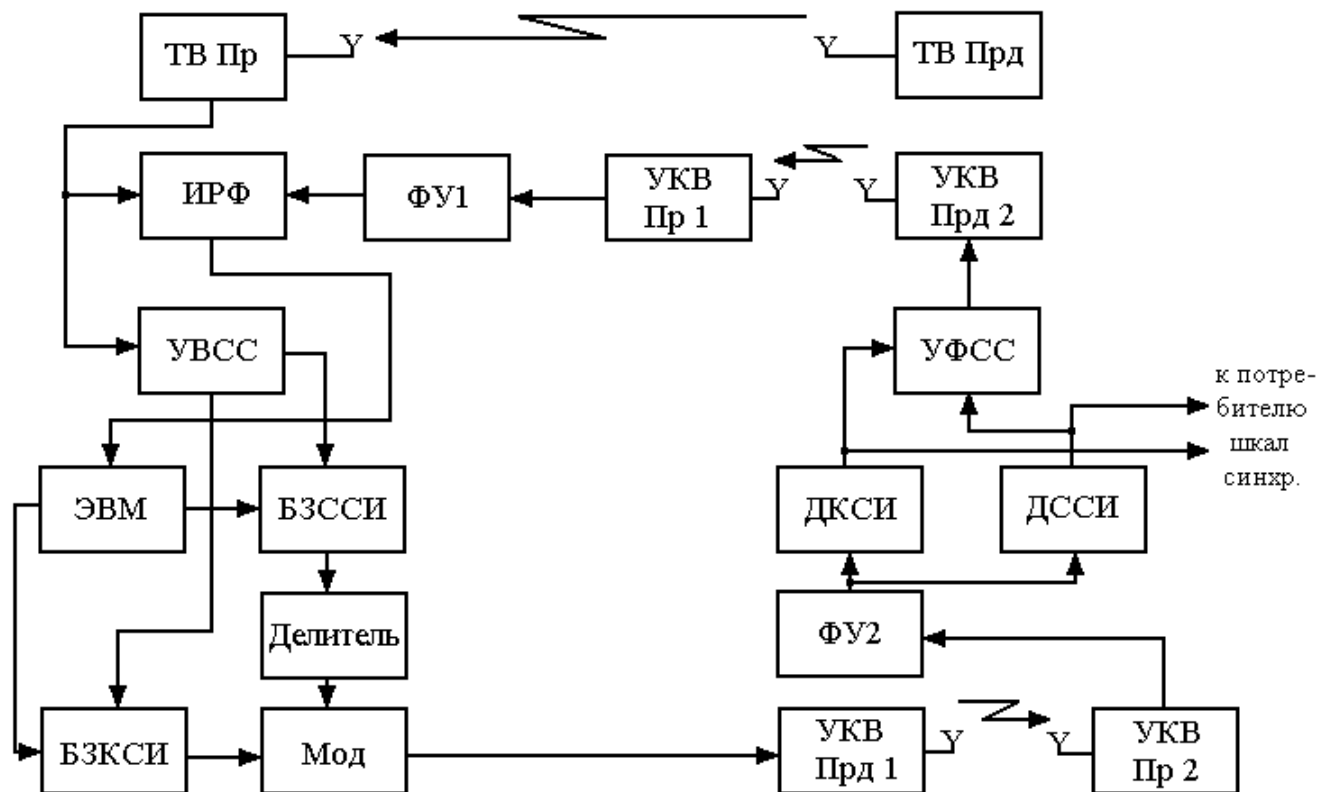 ТВ Пр
ТВ Прд
ИРФ
ФУ1
УКВ
Пр 1
УКВ
Прд 2
УВСС
УФСС
к потре-
бителю
шкал
синхр.
ЭВМ
БЗССИ
ДКСИ
ДССИ
Делитель
ФУ2
БЗКСИ
Мод
УКВ
Прд 1
УКВ
Пр 2